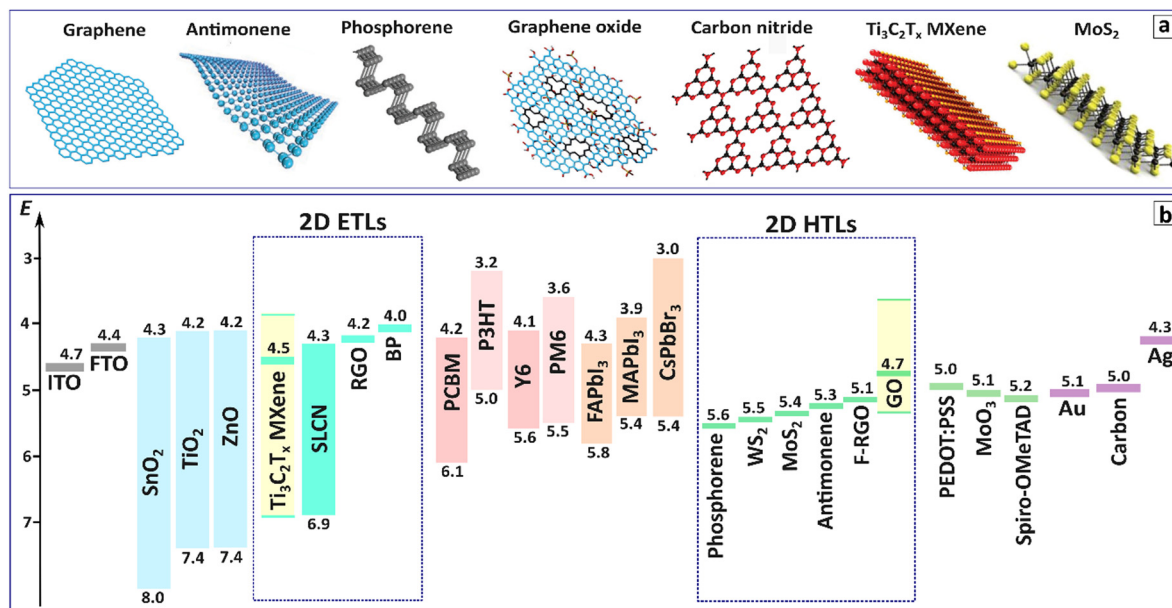 a
Graphene
Antimonene
Phosphorene
Graphene oxide
Carbon nitride
Ti₃C₂Tₓ MXene
MoS₂
b
E
3
4
5
6
7
2D ETLs
2D HTLs
4.7
ITO
4.4
FTO
4.3
SnO₂
8.0
4.2
TiO₂
7.4
4.2
ZnO
7.4
4.5
Ti₃C₂Tₓ MXene
4.3
SLCN
6.9
4.2
RGO
4.0
BP
4.2
PCBM
6.1
3.2
P3HT
5.0
4.1
Y6
5.6
3.6
PM6
5.5
4.3
FAPbI₃
5.8
3.9
MAPbI₃
5.4
3.0
CsPbBr₃
5.4
5.6
Phosphorene
5.5
WS₂
5.4
MoS₂
5.3
Antimonene
5.1
F-RGO
4.7
GO
5.0
PEDOT:PSS
5.1
MoO₃
5.2
Spiro-OMeTAD
5.1
Au
5.0
Carbon
4.3
Ag